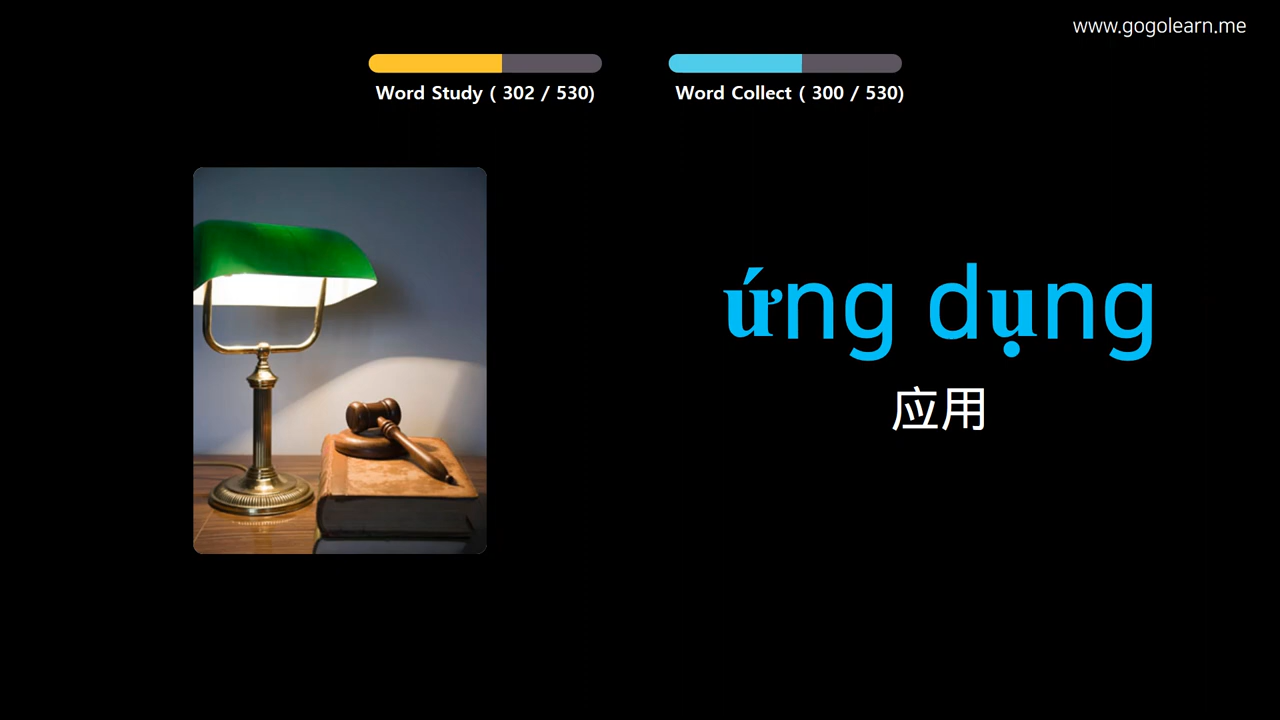 www.gogolearn.me
Word Study ( 302 / 530)
Word Collect ( 300 / 530)
ứng dụng
应用